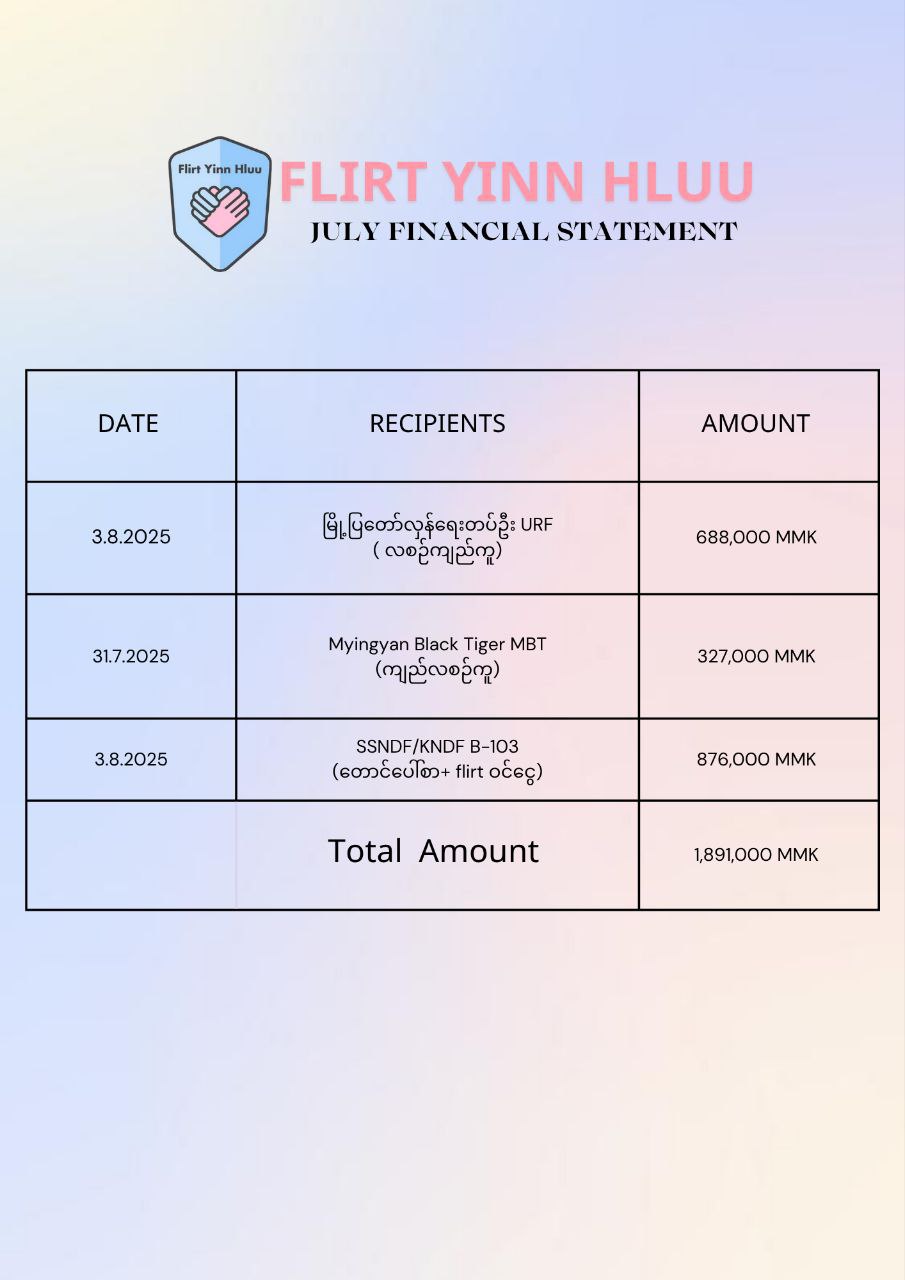 Flirt Yinn Hluu
FLIRT YINN HLUU
JULY FINANCIAL STATEMENT
DATE
RECIPIENTS
AMOUNT
3.8.2025
မြို့ပြတော်လှန်ရေးတပ်ဦး URF
( လစဉ်ကျည်ကူ)
688,000 MMK
31.7.2025
Myingyan Black Tiger MBT
(ကျည်လစဉ်ကူ)
327,000 MMK
3.8.2025
SSNDF/KNDF B-103
(တောင်ပေါ်စာ+ flirt ဝင်ငွေ)
876,000 MMK
Total Amount
1,891,000 MMK